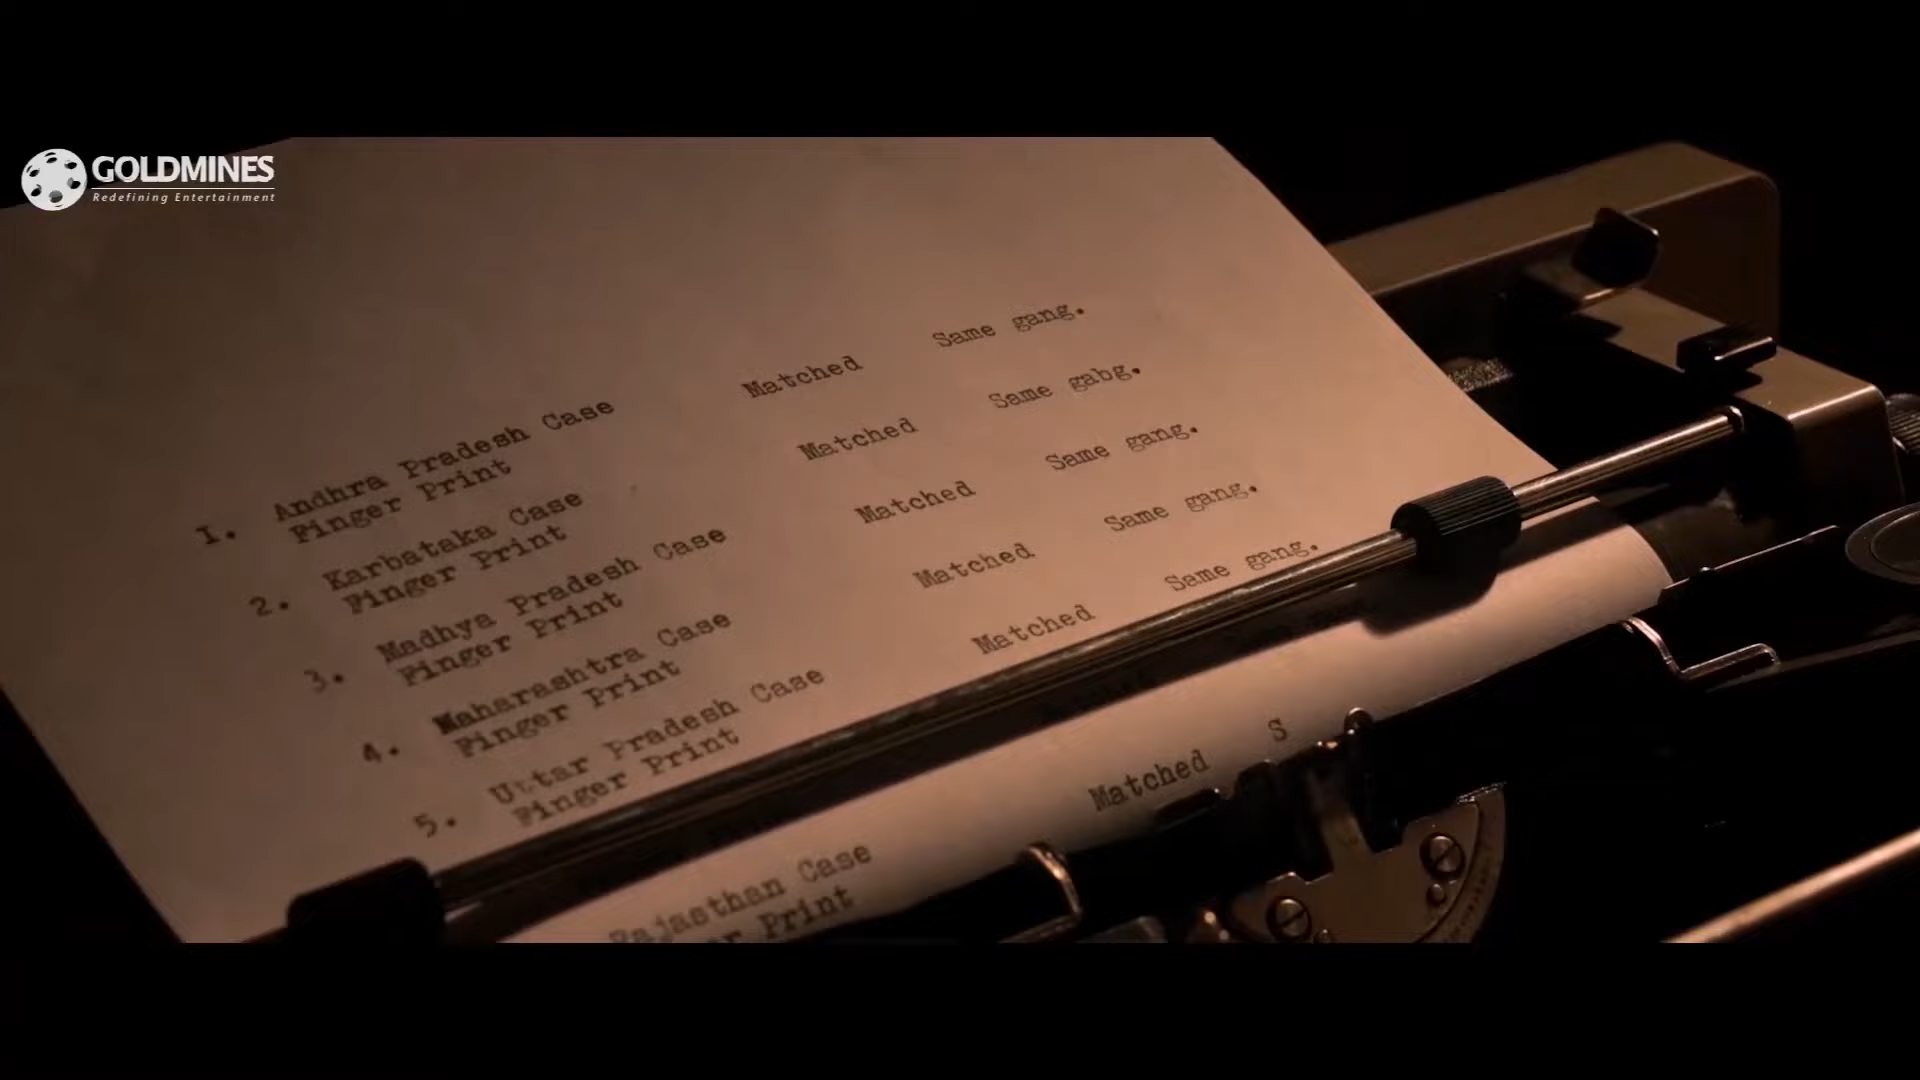 GOLDMINES
Redefining Entertainment
1. Andhra Pradesh Case Matched Same gang.
Finger Print
2. Karbataka Case Matched Same gabg.
Finger Print
3. Madhya Pradesh Case Matched Same gang.
Finger Print
4. Maharashtra Case Matched Same gang.
Finger Print
5. Uttar Pradesh Case Matched Same gang.
Finger Print
Rajasthan Case Matched S
Print